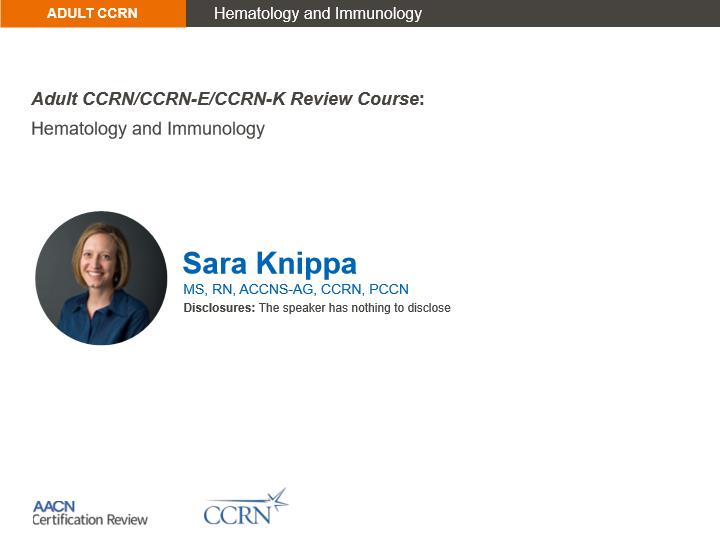 ADULT CCRN
Hematology and Immunology
Adult CCRN/CCRN-E/CCRN-K Review Course:
Hematology and Immunology
Sara Knippa
MS, RN, ACCNS-AG, CCRN, PCCN
Disclosures: The speaker has nothing to disclose
AACN
Certification Review
CCRN